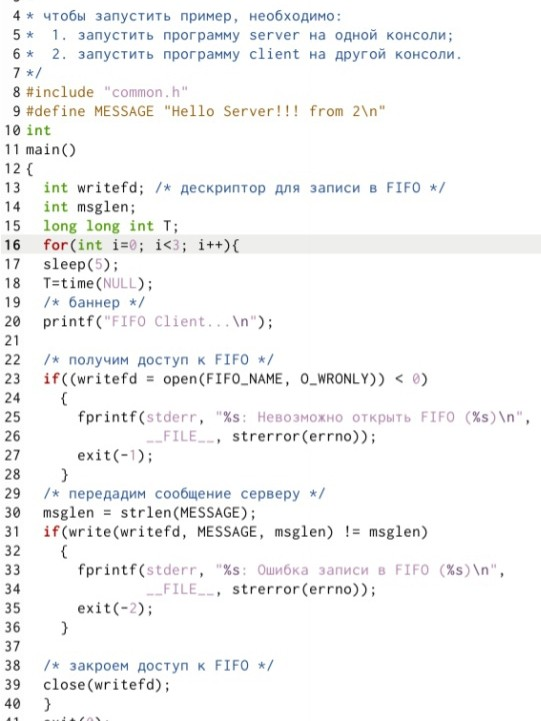 4 * чтобы запустить пример, необходимо:
5 *  1. запустить программу server на одной консоли;
6 *  2. запустить программу client на другой консоли.
7 */
8 #include "common.h"
9 #define MESSAGE "Hello Server!!! from 2\n"
10 int
11 main()
12 {
13   int writefd; /* дескриптор для записи в FIFO */
14   int msglen;
15   long long int T;
16   for(int i=0; i<3; i++){
17   sleep(5);
18   T=time(NULL);
19   /* баннер */
20   printf("FIFO Client...\n");
21
22   /* получим доступ к FIFO */
23   if((writefd = open(FIFO_NAME, O_WRONLY)) < 0)
24     {
25       fprintf(stderr, "%s: Невозможно открыть FIFO (%s)\n",
26               __FILE__, strerror(errno));
27       exit(-1);
28     }
29   /* передадим сообщение серверу */
30   msglen = strlen(MESSAGE);
31   if(write(writefd, MESSAGE, msglen) != msglen)
32     {
33       fprintf(stderr, "%s: Ошибка записи в FIFO (%s)\n",
34               __FILE__, strerror(errno));
35       exit(-2);
36     }
37
38   /* закроем доступ к FIFO */
39   close(writefd);
40   }